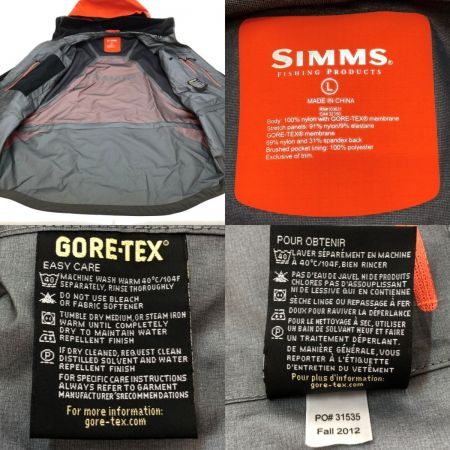 SIMMS®
FISHING PRODUCTS
L
MADE IN CHINA
Body: 100% nylon with GORE-TEX® membrane
Stretch panels: 91% nylon/9% elastane
GORE-TEX® membrane
69% nylon and 31% spandex back
Brushed pocket lining: 100% polyester
Exclusive of trim.
GORE-TEX®
EASY CARE
40 MACHINE WASH WARM 40°C/104F
SEPARATELY, RINSE THOROUGHLY
DO NOT USE BLEACH
OR FABRIC SOFTENER
TUMBLE DRY MEDIUM, OR STEAM IRON
WARM UNTIL COMPLETELY
DRY TO MAINTAIN WATER
REPELLENT
IF DRY CLEANED, REQUEST CLEAN
DISTILLED SOLVENT AND WATER
REPELLENT
FOR SPECIFIC CARE INSTRUCTIONS
ALWAYS REFER TO GARMENT
MANUFACTURER'S RECOMMENDATIONS
For more information:
gore-tex.com
POUR OBTENIR
40 LAVER SÉPARÉMENT EN MACHINE
À 40°C/104F, BIEN RINCER
PAS D'EAU DE JAVEL NI DE PRODUITS
CHLORES PAS D'ASSOUPLISSANT
NI DE LESSIVE QUI EN CONTIENT
SÈCHE LINGE OU REPASSAGE À FER
DOUX POUR RAVIVER LA DÉPERLANCE
POUR LE NETTOYAGE À SEC, UTILISER
UN BAIN DE SOLVANT NEUF ET FAIRE
UN TRAITEMENT DÉPERLANT.
DE MANIÈRE GÉNÉRALE, VOUS
REPORTER À L'ÉTIQUETTE
D'ENTRETIEN DU VÊTEMENT
Pour plus d'information:
gore-tex.com
PO# 31535
Fall 2012